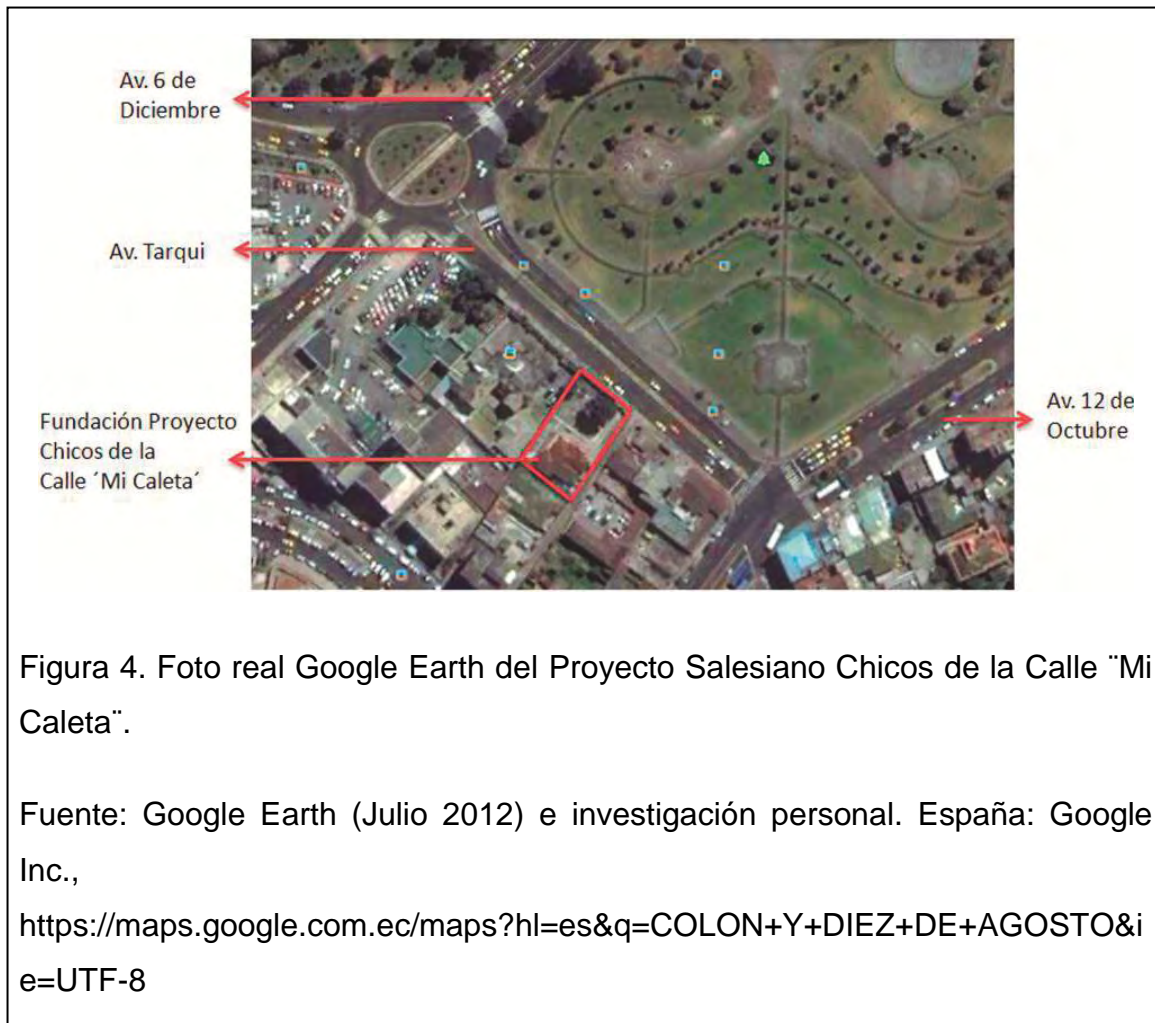 Av. 6 de
Diciembre
Av. Tarqui
Fundación Proyecto
Chicos de la
Calle ´Mi Caleta´
Av. 12 de
Octubre
Figura 4. Foto real Google Earth del Proyecto Salesiano Chicos de la Calle ¨Mi
Caleta¨.
Fuente: Google Earth (Julio 2012) e investigación personal. España: Google
Inc.,
https://maps.google.com.ec/maps?hl=es&q=COLON+Y+DIEZ+DE+AGOSTO&i
e=UTF-8